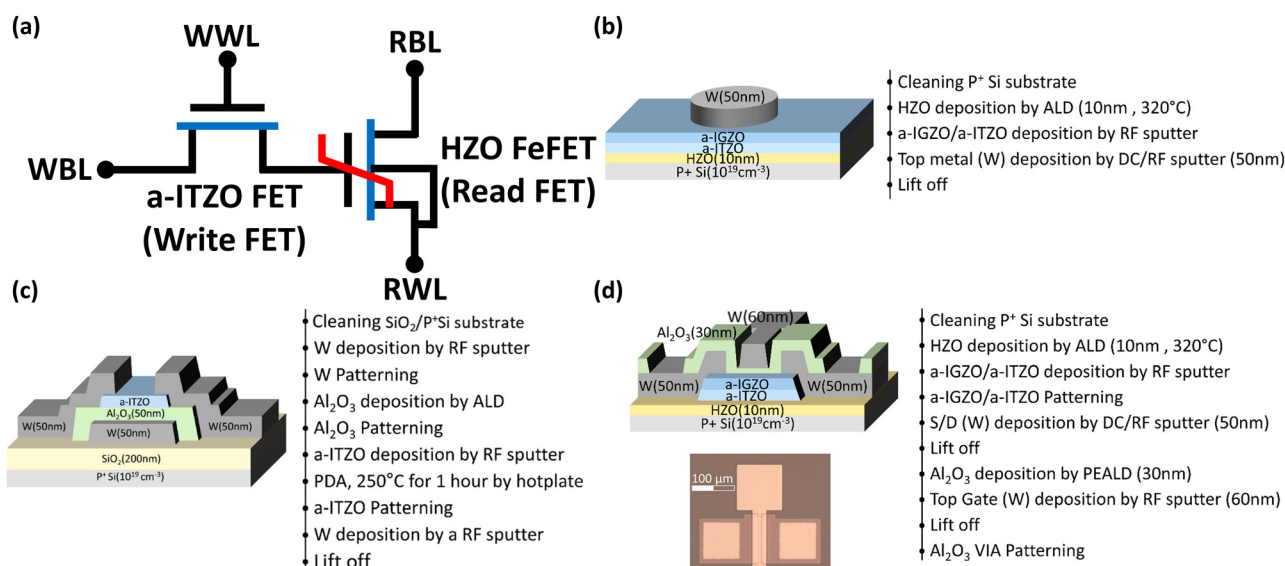 (a)
WWL
RBL
WBL
a-ITZO FET
(Write FET)
HZO FeFET
(Read FET)
RWL
(b)
W(50nm)
a-IGZO
a-ITZO
HZO(10nm)
P+ Si(10¹⁹cm⁻³)
Cleaning P⁺ Si substrate
HZO deposition by ALD (10nm , 320°C)
a-IGZO/a-ITZO deposition by RF sputter
Top metal (W) deposition by DC/RF sputter (50nm)
Lift off
(c)
a-ITZO
Al₂O₃(50nm)
W(50nm)
W(50nm)
W(50nm)
SiO₂(200nm)
P⁺ Si(10¹⁹ cm⁻³)
Cleaning SiO₂/P⁺Si substrate
W deposition by RF sputter
W Patterning
Al₂O₃ deposition by ALD
Al₂O₃ Patterning
a-ITZO deposition by RF sputter
PDA, 250°C for 1 hour by hotplate
a-ITZO Patterning
W deposition by a RF sputter
Lift off
(d)
W(60nm)
Al₂O₃(30nm)
W(50nm)
a-IGZO
a-ITZO
W(50nm)
HZO(10nm)
P+ Si(10¹⁹cm⁻³)
100 μm
Cleaning P⁺ Si substrate
HZO deposition by ALD (10nm , 320°C)
a-IGZO/a-ITZO deposition by RF sputter
a-IGZO/a-ITZO Patterning
S/D (W) deposition by DC/RF sputter (50nm)
Lift off
Al₂O₃ deposition by PEALD (30nm)
Top Gate (W) deposition by RF sputter (60nm)
Lift off
Al₂O₃ VIA Patterning